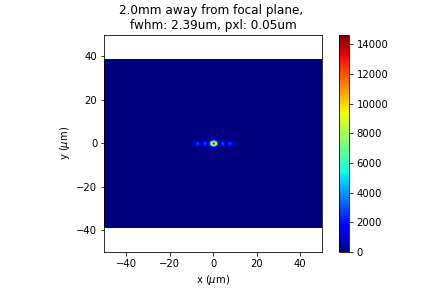 2.0mm away from focal plane,
fwhm: 2.39um, pxl: 0.05um
40
20
0
−20
−40
y (μm)
−40 −20 0 20 40
x (μm)
14000
12000
10000
8000
6000
4000
2000
0